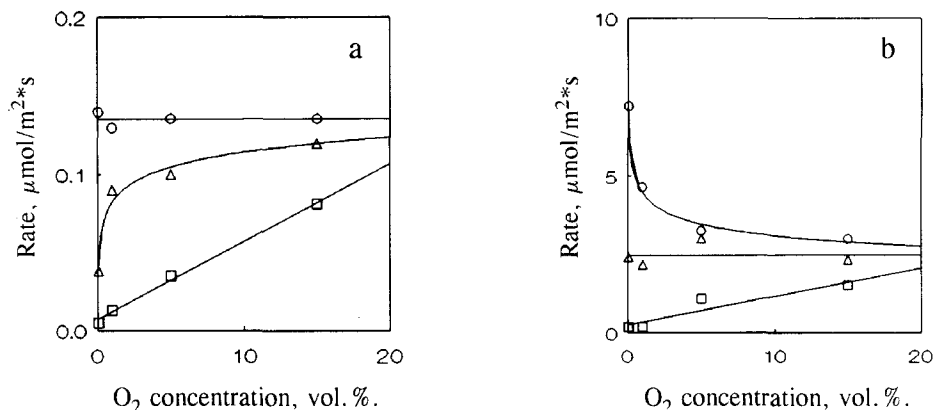 0.2
a
Rate, μmol/m²*s
0.1
0.0
0
10
20
O₂ concentration, vol.%.
10
b
Rate, μmol/m²*s
5
0
0
10
20
O₂ concentration, vol.%.